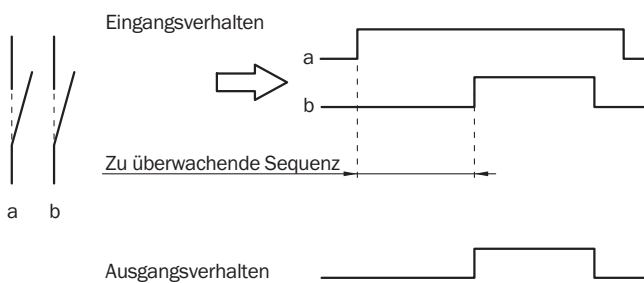 Eingangsverhalten
a
b
Zu überwachende Sequenz
a b
Ausgangsverhalten